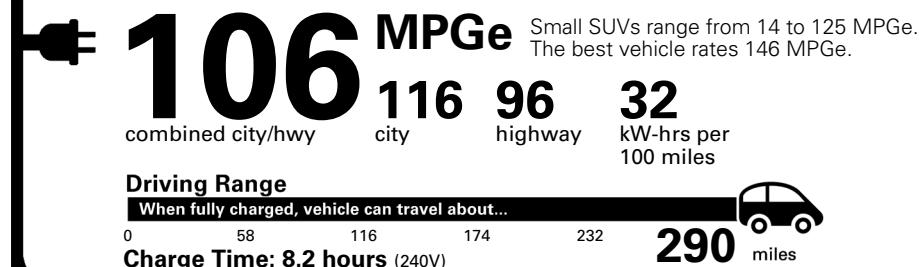 106 MPGe
Small SUVs range from 14 to 125 MPGe.
The best vehicle rates 146 MPGe.
116 96 32
combined city/hwy city highway kW-hrs per
100 miles
Driving Range
When fully charged, vehicle can travel about...
0 58 116 174 232 290 miles
Charge Time: 8.2 hours (240V)